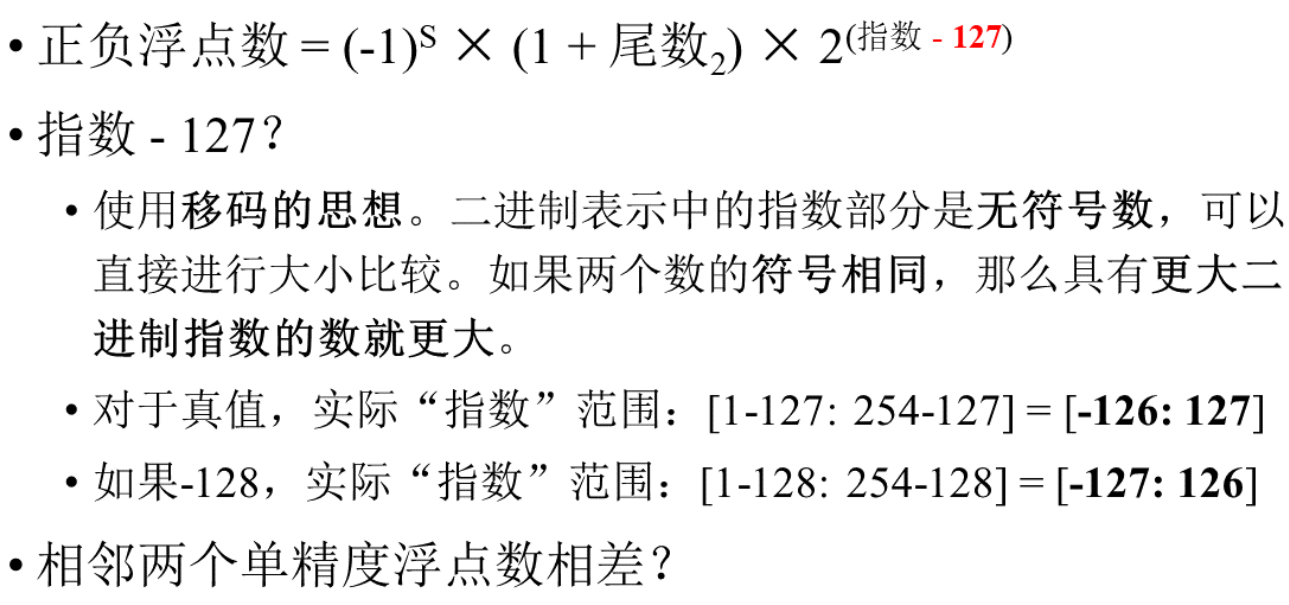 • 正负浮点数 = (-1)S × (1 + 尾数2) × 2(指数 - 127)
• 指数 - 127？
• 使用移码的思想。二进制表示中的指数部分是无符号数，可以
直接进行大小比较。如果两个数的符号相同，那么具有更大二
进制指数的数就更大。
• 对于真值，实际“指数”范围：[1-127: 254-127] = [-126: 127]
• 如果-128，实际“指数”范围：[1-128: 254-128] = [-127: 126]
• 相邻两个单精度浮点数相差？